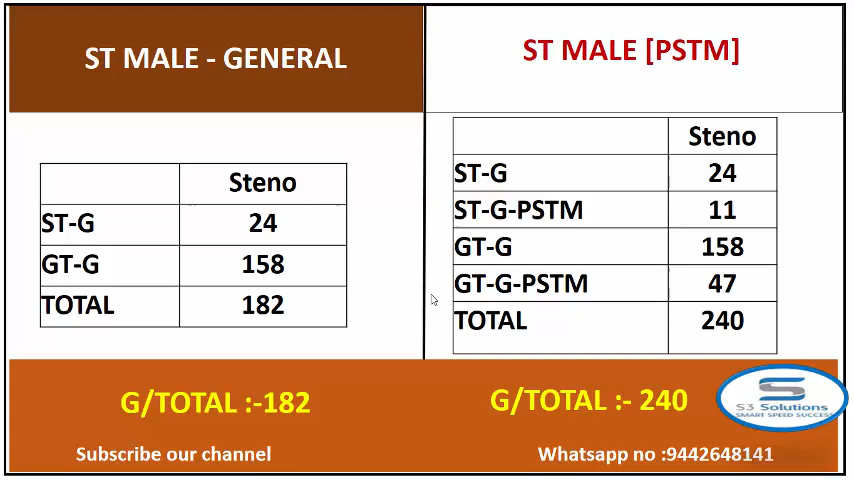 ST MALE - GENERAL
Steno
ST-G 24
GT-G 158
TOTAL 182
G/TOTAL :-182
Subscribe our channel
ST MALE [PSTM]
Steno
ST-G 24
ST-G-PSTM 11
GT-G 158
GT-G-PSTM 47
TOTAL 240
G/TOTAL :- 240
Whatsapp no :9442648141
S3 Solutions
SMART SPEED SUCCESS